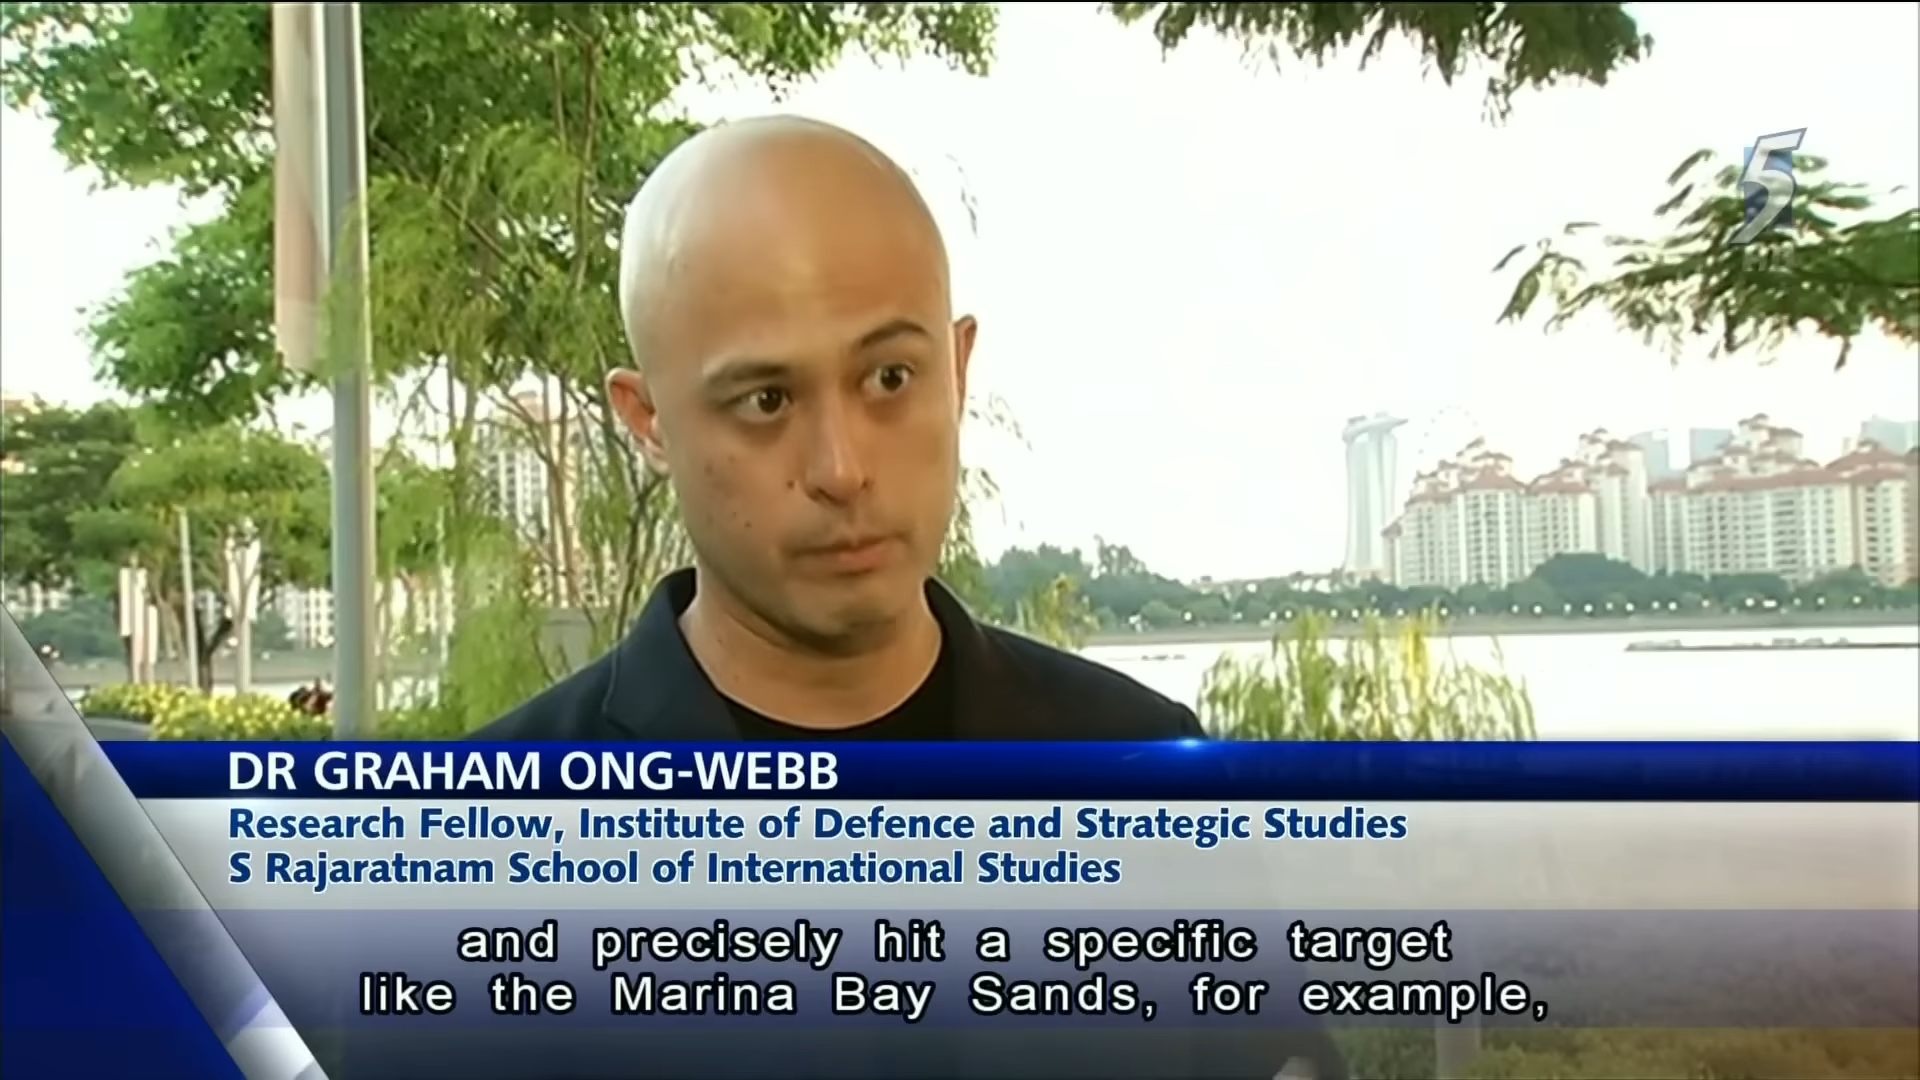 5
DR GRAHAM ONG-WEBB
Research Fellow, Institute of Defence and Strategic Studies
S Rajaratnam School of International Studies
and precisely hit a specific target
like the Marina Bay Sands, for example,